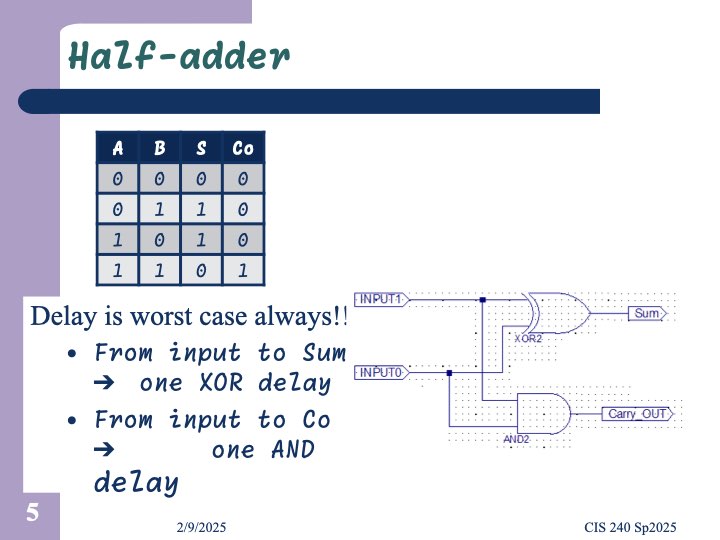 Half-adder
A B S Co
0 0 0 0
0 1 1 0
1 0 1 0
1 1 0 1
Delay is worst case always!!
• From input to Sum
➔ one XOR delay
• From input to Co
➔ one AND
delay
INPUT1
XOR2
Sum
INPUT0
AND2
Carry_OUT
5
2/9/2025
CIS 240 Sp2025